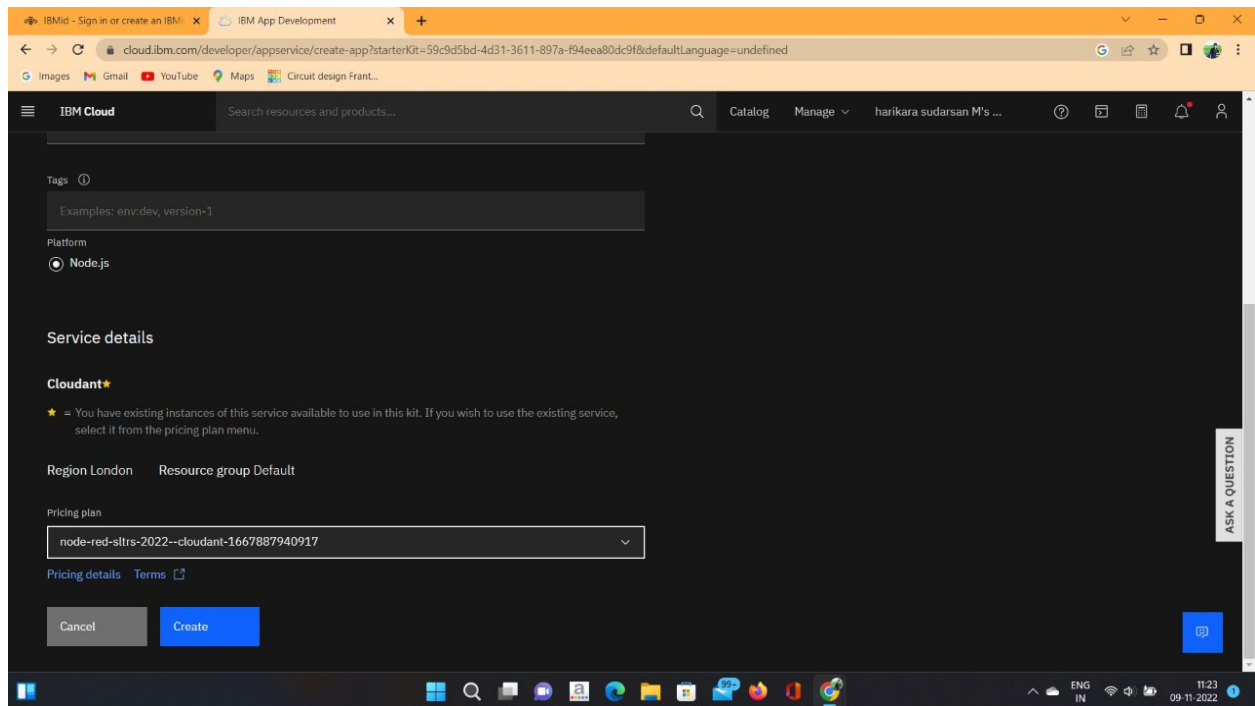 IBMid - Sign in or create an IBM
IBM App Development
cloud.ibm.com/developer/appservice/create-app?starterKit=59c9d5bd-4d31-3611-897a-f94eea80dc9f&defaultLanguage=undefined
Images Gmail YouTube Maps Circuit design Frant...
IBM Cloud Search resources and products... Catalog Manage harikara sudarsan M's ...
Tags
Examples: env:dev, version-1
Platform
Node.js
Service details
Cloudant★
★ = You have existing instances of this service available to use in this kit. If you wish to use the existing service,
select it from the pricing plan menu.
Region London Resource group Default
Pricing plan
node-red-sltrs-2022--cloudant-1667887940917
Pricing details Terms
Cancel Create
ASK A QUESTION
99+
ENG
IN
11:23
09-11-2022
1